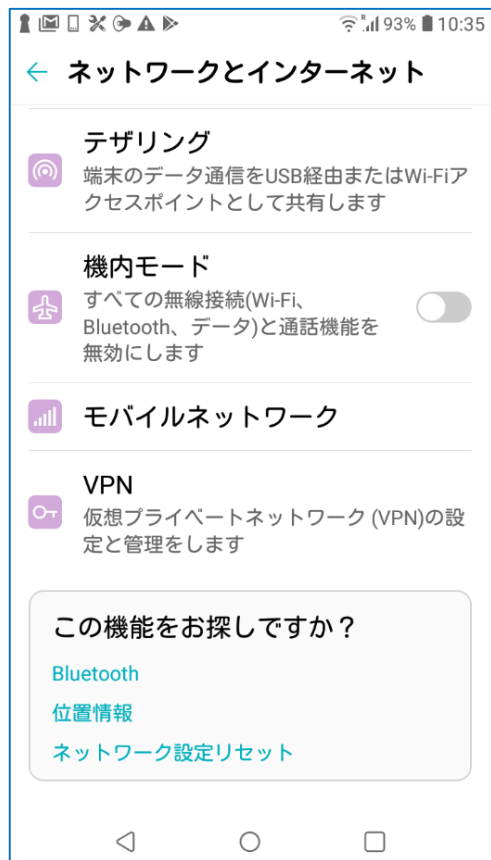 93% 10:35
ネットワークとインターネット
テザリング
端末のデータ通信をUSB経由またはWi-Fiア
クセスポイントとして共有します
機内モード
すべての無線接続(Wi-Fi、
Bluetooth、データ)と通話機能を
無効にします
モバイルネットワーク
VPN
仮想プライベートネットワーク (VPN)の設
定と管理をします
この機能をお探しですか？
Bluetooth
位置情報
ネットワーク設定リセット